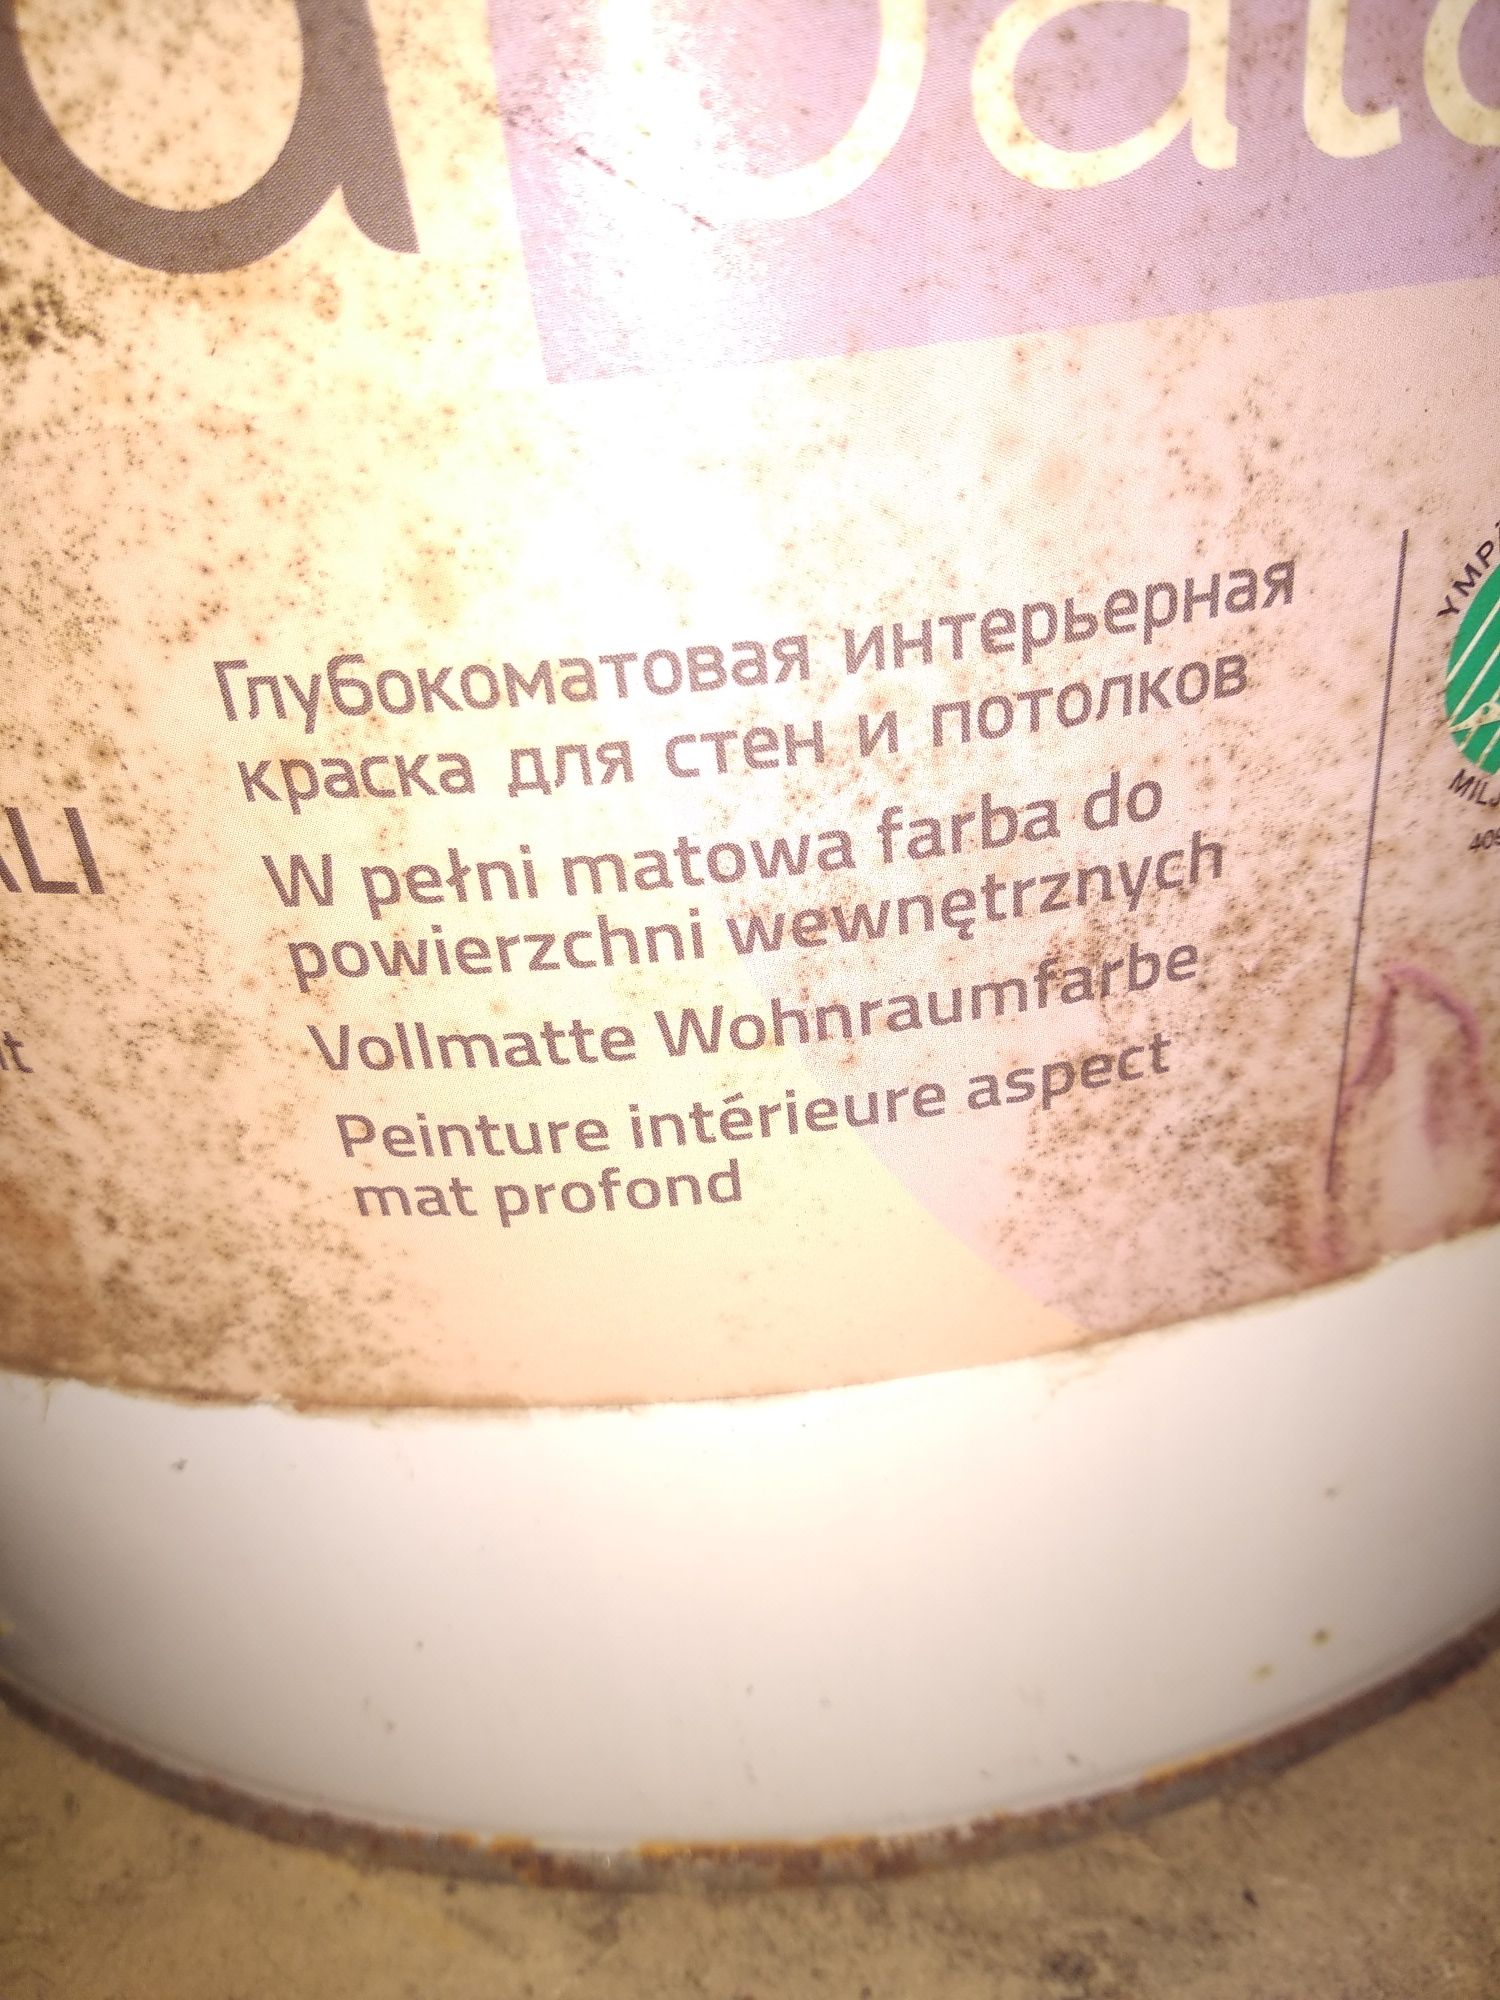 Глубокоматовая интерьерная
краска для стен и потолков
W pełni matowa farba do
powierzchni wewnętrznych
Vollmatte Wohnraumfarbe
Peinture intérieure aspect
mat profond